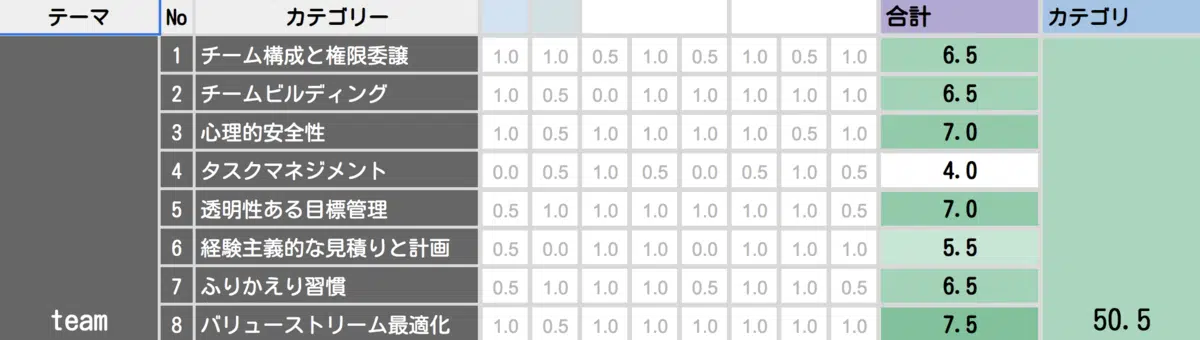 テーマ No カテゴリー 合計 カテゴリ
1 チーム構成と権限委譲 1.0 1.0 0.5 1.0 0.5 1.0 0.5 1.0 6.5
2 チームビルディング 1.0 0.5 0.0 1.0 1.0 1.0 1.0 1.0 6.5
3 心理的安全性 1.0 0.5 1.0 1.0 1.0 1.0 0.5 1.0 7.0
4 タスクマネジメント 0.0 0.5 1.0 0.5 0.0 0.5 1.0 0.5 4.0
5 透明性ある目標管理 0.5 1.0 1.0 1.0 1.0 1.0 1.0 0.5 7.0
6 経験主義的な見積りと計画 0.5 0.0 1.0 1.0 0.0 1.0 1.0 1.0 5.5
7 ふりかえり習慣 0.5 1.0 1.0 1.0 0.5 1.0 1.0 0.5 6.5
team 8 バリューストリーム最適化 1.0 0.5 1.0 1.0 1.0 1.0 1.0 1.0 7.5 50.5